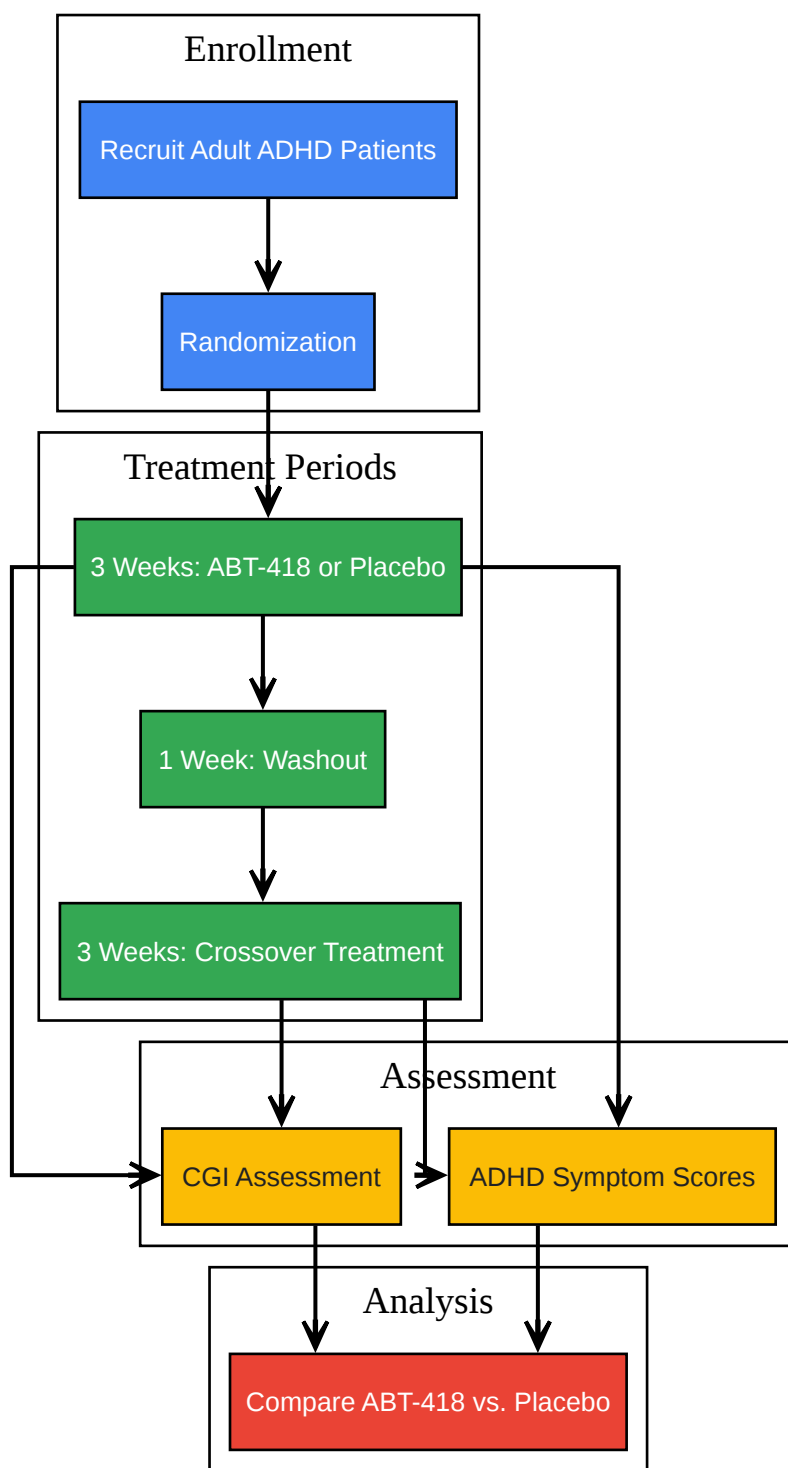 Enrollment
Recruit Adult ADHD Patients
Randomization
Treatment Periods
3 Weeks: ABT-418 or Placebo
1 Week: Washout
3 Weeks: Crossover Treatment
Assessment
CGI Assessment
ADHD Symptom Scores
Analysis
Compare ABT-418 vs. Placebo